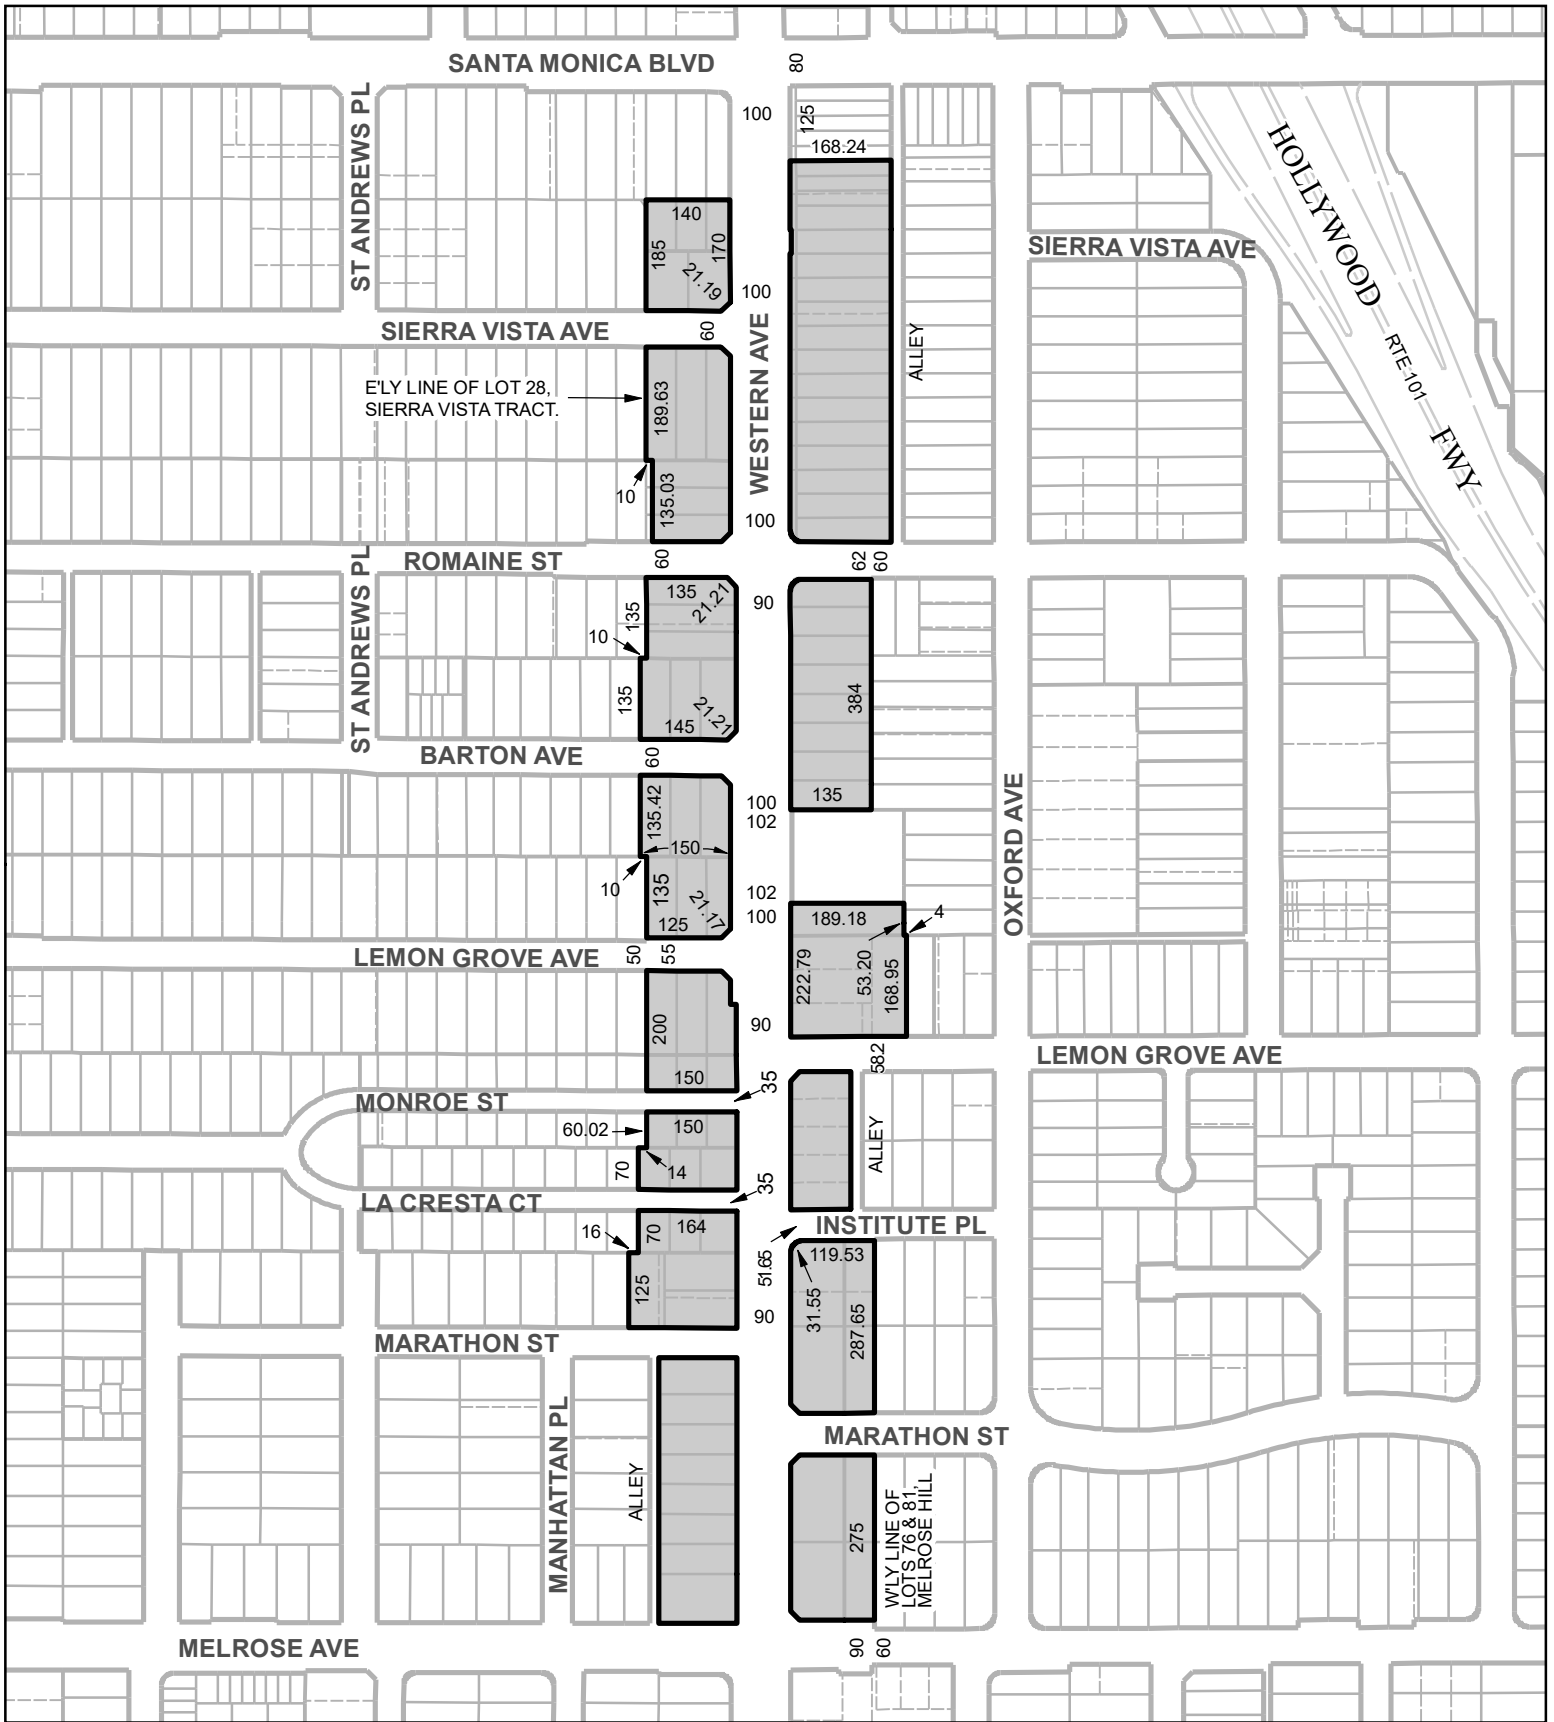 SANTA MONICA BLVD
80
100
125
168.24
ST ANDREWS PL
HOLLYWOOD
FWY
RTE 101
140
185
170
21.19
100
SIERRA VISTA AVE
SIERRA VISTA AVE
60
WESTERN AVE
ALLEY
E'LY LINE OF LOT 28,
SIERRA VISTA TRACT.
189.63
10
135.03
100
ROMAINE ST
60
62
60
ST ANDREWS PL
135
135
21.21
90
10
135
384
21.21
145
BARTON AVE
60
135
135.42
100
102
OXFORD AVE
150
10
135
21.17
125
102
100
189.18
4
222.79
53.20
168.95
LEMON GROVE AVE
50
55
200
90
150
582
LEMON GROVE AVE
35
MONROE ST
60.02
150
ALLEY
70
14
35
LA CRESTA CT
INSTITUTE PL
16
70
164
51.65
119.53
31.55
125
287.65
90
MARATHON ST
MANHATTAN PL
ALLEY
MARATHON ST
275
W'LY LINE OF
LOTS 76 & 81,
MELROSE HILL
MELROSE AVE
90
60